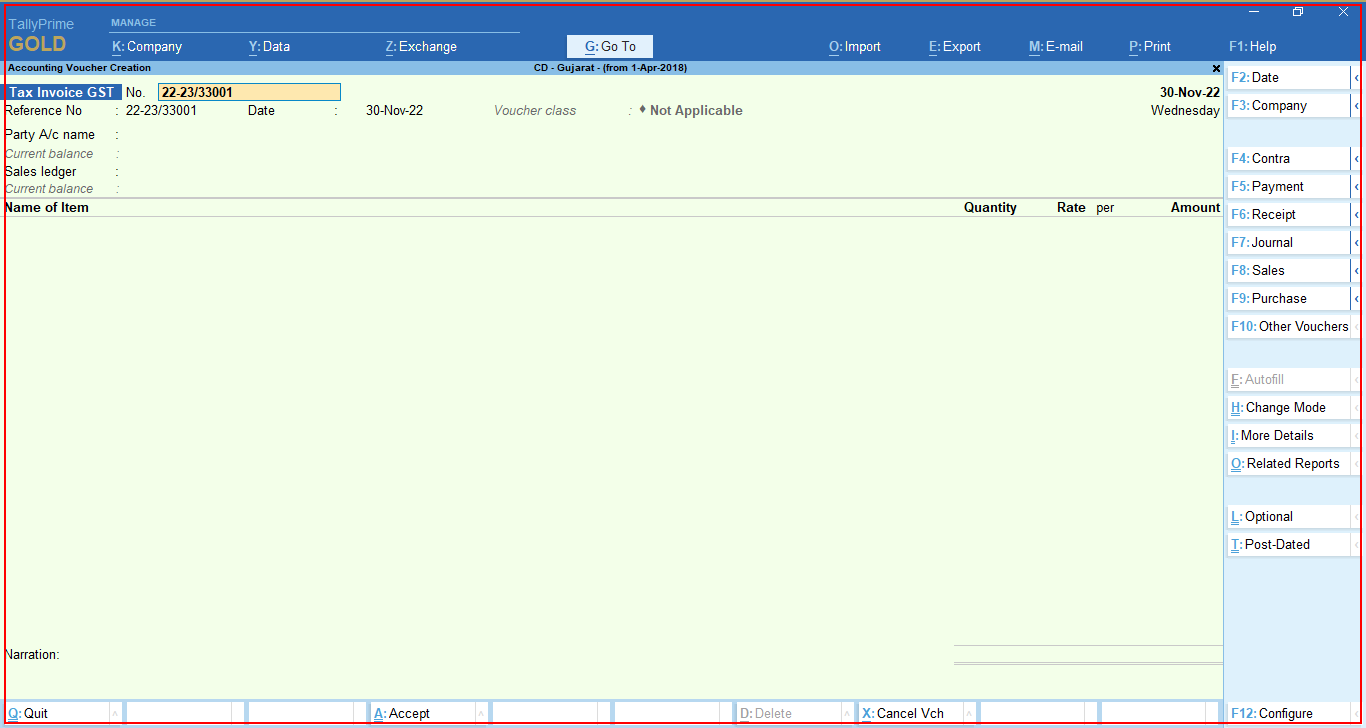 TallyPrime
GOLD
MANAGE
K: Company Y: Data Z: Exchange G: Go To O: Import E: Export M: E-mail P: Print F1: Help
Accounting Voucher Creation CD - Gujarat - (from 1-Apr-2018)
Tax Invoice GST No. 22-23/33001 30-Nov-22
Reference No : 22-23/33001 Date : 30-Nov-22 Voucher class : ♦ Not Applicable Wednesday
Party A/c name :
Current balance :
Sales ledger :
Current balance :
Name of Item Quantity Rate per Amount
Narration:
F2: Date
F3: Company
F4: Contra
F5: Payment
F6: Receipt
F7: Journal
F8: Sales
F9: Purchase
F10: Other Vouchers
F: Autofill
H: Change Mode
I: More Details
O: Related Reports
L: Optional
T: Post-Dated
Q: Quit A: Accept D: Delete X: Cancel Vch F12: Configure